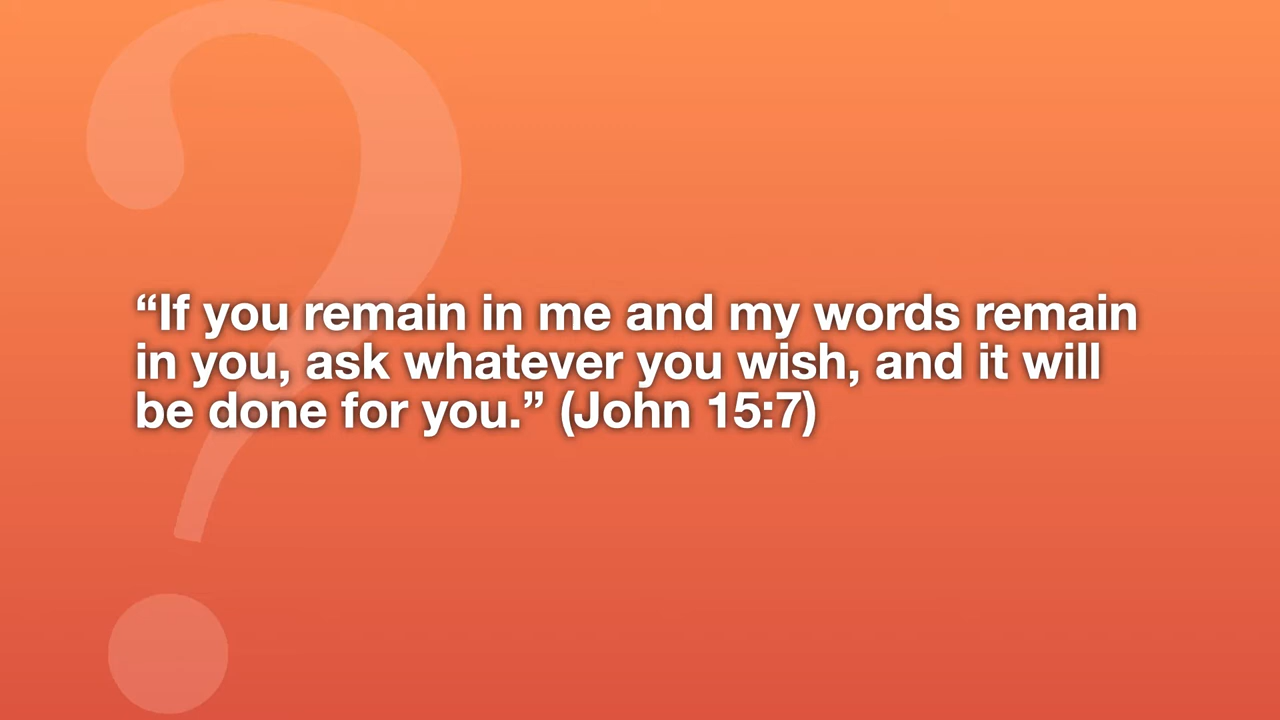 “If you remain in me and my words remain
in you, ask whatever you wish, and it will
be done for you.” (John 15:7)